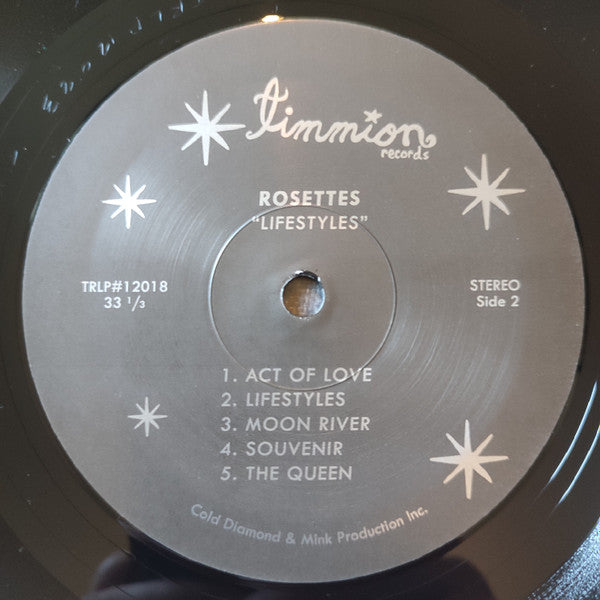 timmion
records
ROSETTES
"LIFESTYLES"
TRLP#12018
33 1/3
STEREO
Side 2
1. ACT OF LOVE
2. LIFESTYLES
3. MOON RIVER
4. SOUVENIR
5. THE QUEEN
Cold Diamond & Mink Production Inc.